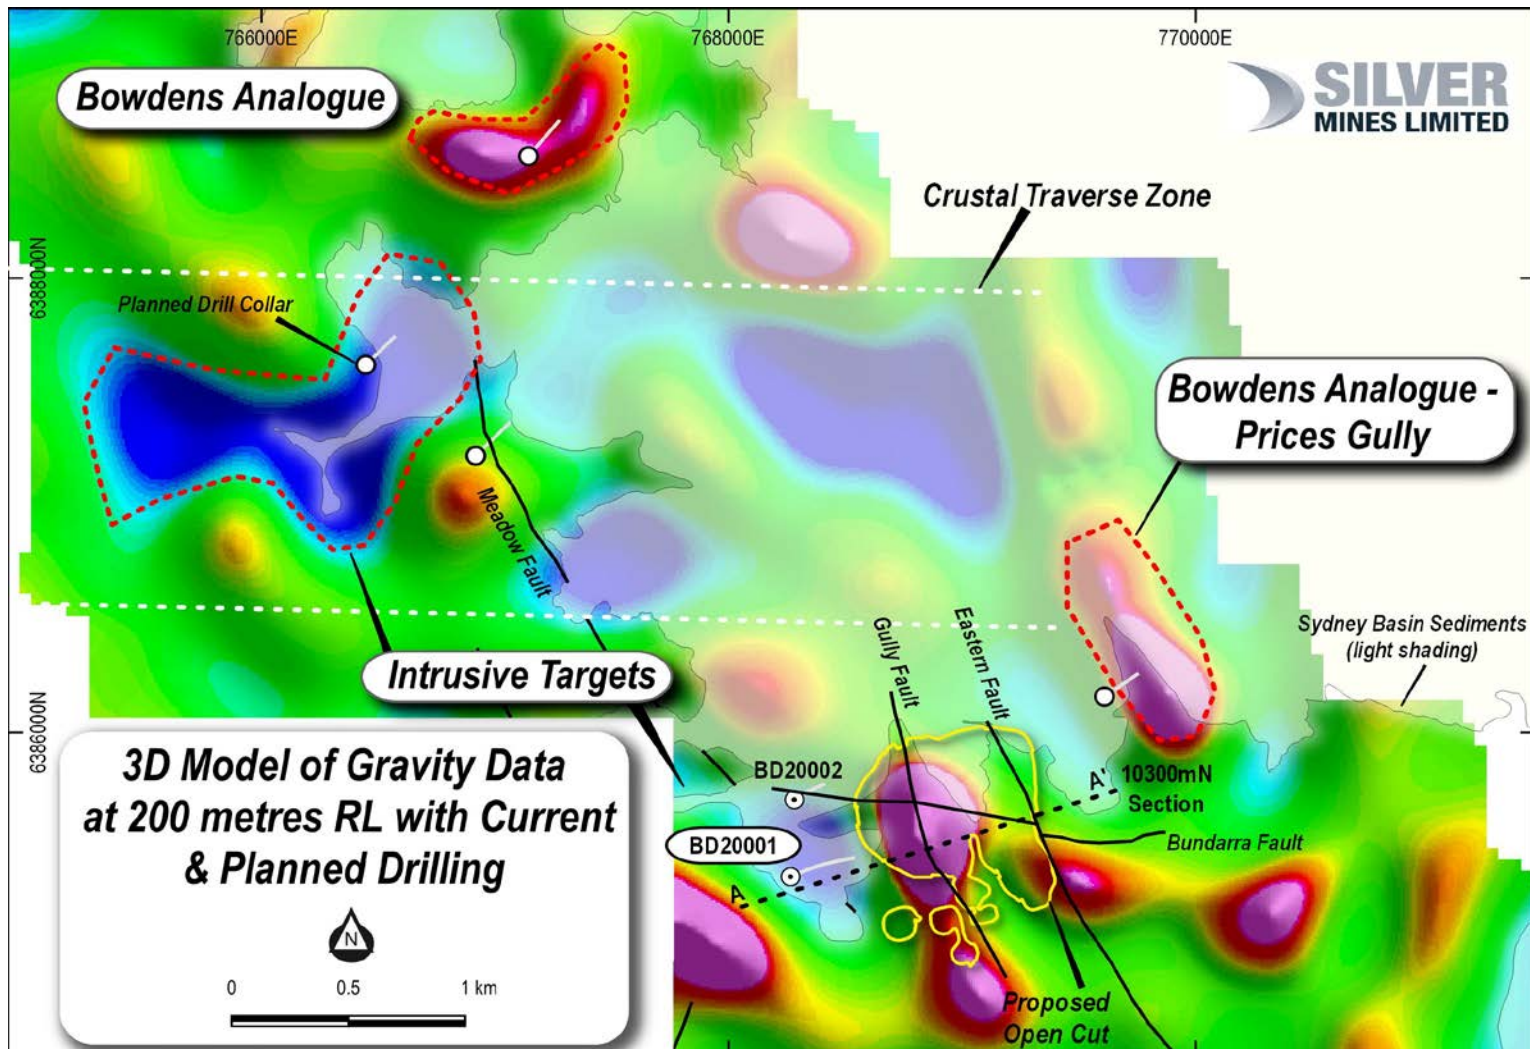 766000E
768000E
770000E
Bowdens Analogue
SILVER
MINES LIMITED
Crustal Traverse Zone
6388000N
Planned Drill Collar
Bowdens Analogue -
Prices Gully
Meadow Fault
Gully Fault
Eastern Fault
Sydney Basin Sediments
(light shading)
Intrusive Targets
6386000N
3D Model of Gravity Data
at 200 metres RL with Current
& Planned Drilling
N
0 0.5 1 km
BD20002
BD20001
A
A'
10300mN
Section
Bundarra Fault
Proposed
Open Cut